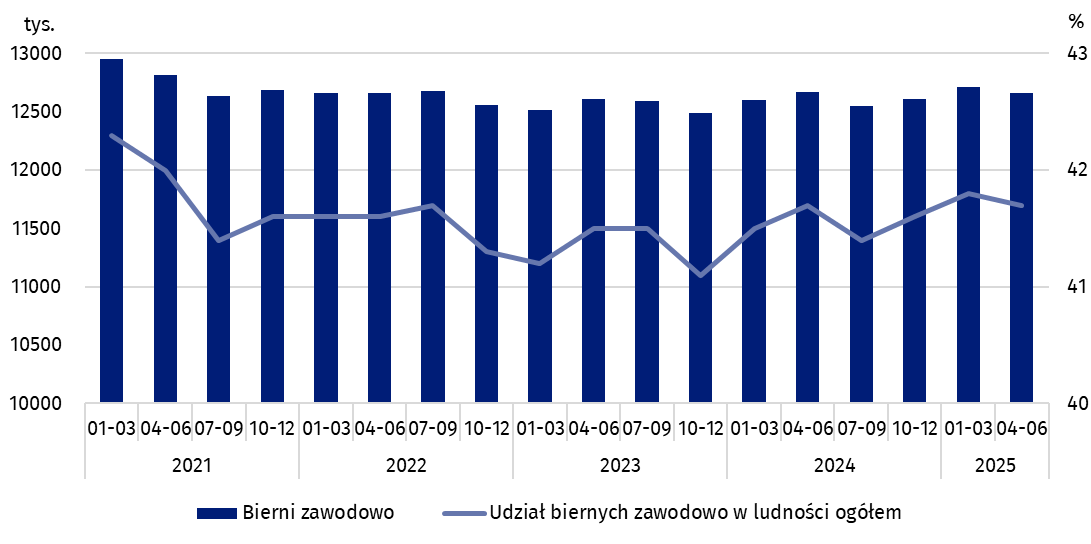 tys. %
13000 43
12500
12000 42
11500
11000 41
10500
10000 40
01-03 04-06 07-09 10-12 01-03 04-06 07-09 10-12 01-03 04-06 07-09 10-12 01-03 04-06 07-09 10-12 01-03 04-06
2021 2022 2023 2024 2025
Bierni zawodowo Udział biernych zawodowo w ludności ogółem